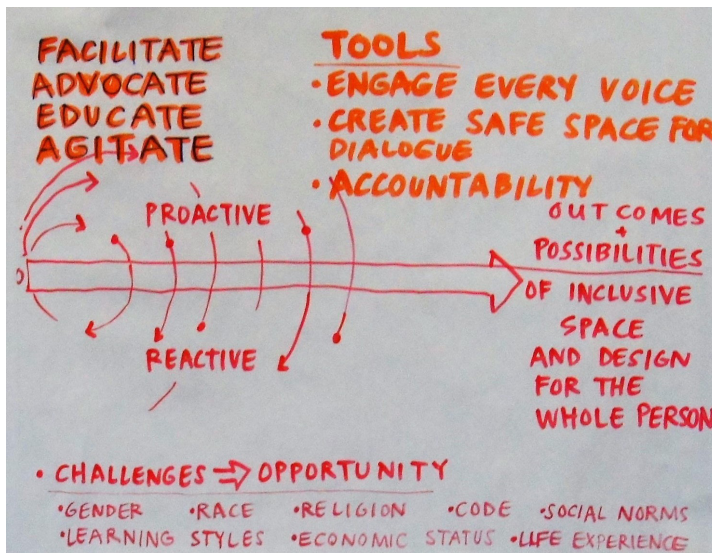 FACILITATE
ADVOCATE
EDUCATE
AGITATE
TOOLS
•ENGAGE EVERY VOICE
•CREATE SAFE SPACE FOR
DIALOGUE
•ACCOUNTABILITY
PROACTIVE
REACTIVE
OUTCOMES
+
POSSIBILITIES
OF INCLUSIVE
SPACE
AND DESIGN
FOR THE
WHOLE PERSON
• CHALLENGES ⇒ OPPORTUNITY
•GENDER •RACE •RELIGION •CODE •SOCIAL NORMS
•LEARNING STYLES •ECONOMIC STATUS •LIFE EXPERIENCE